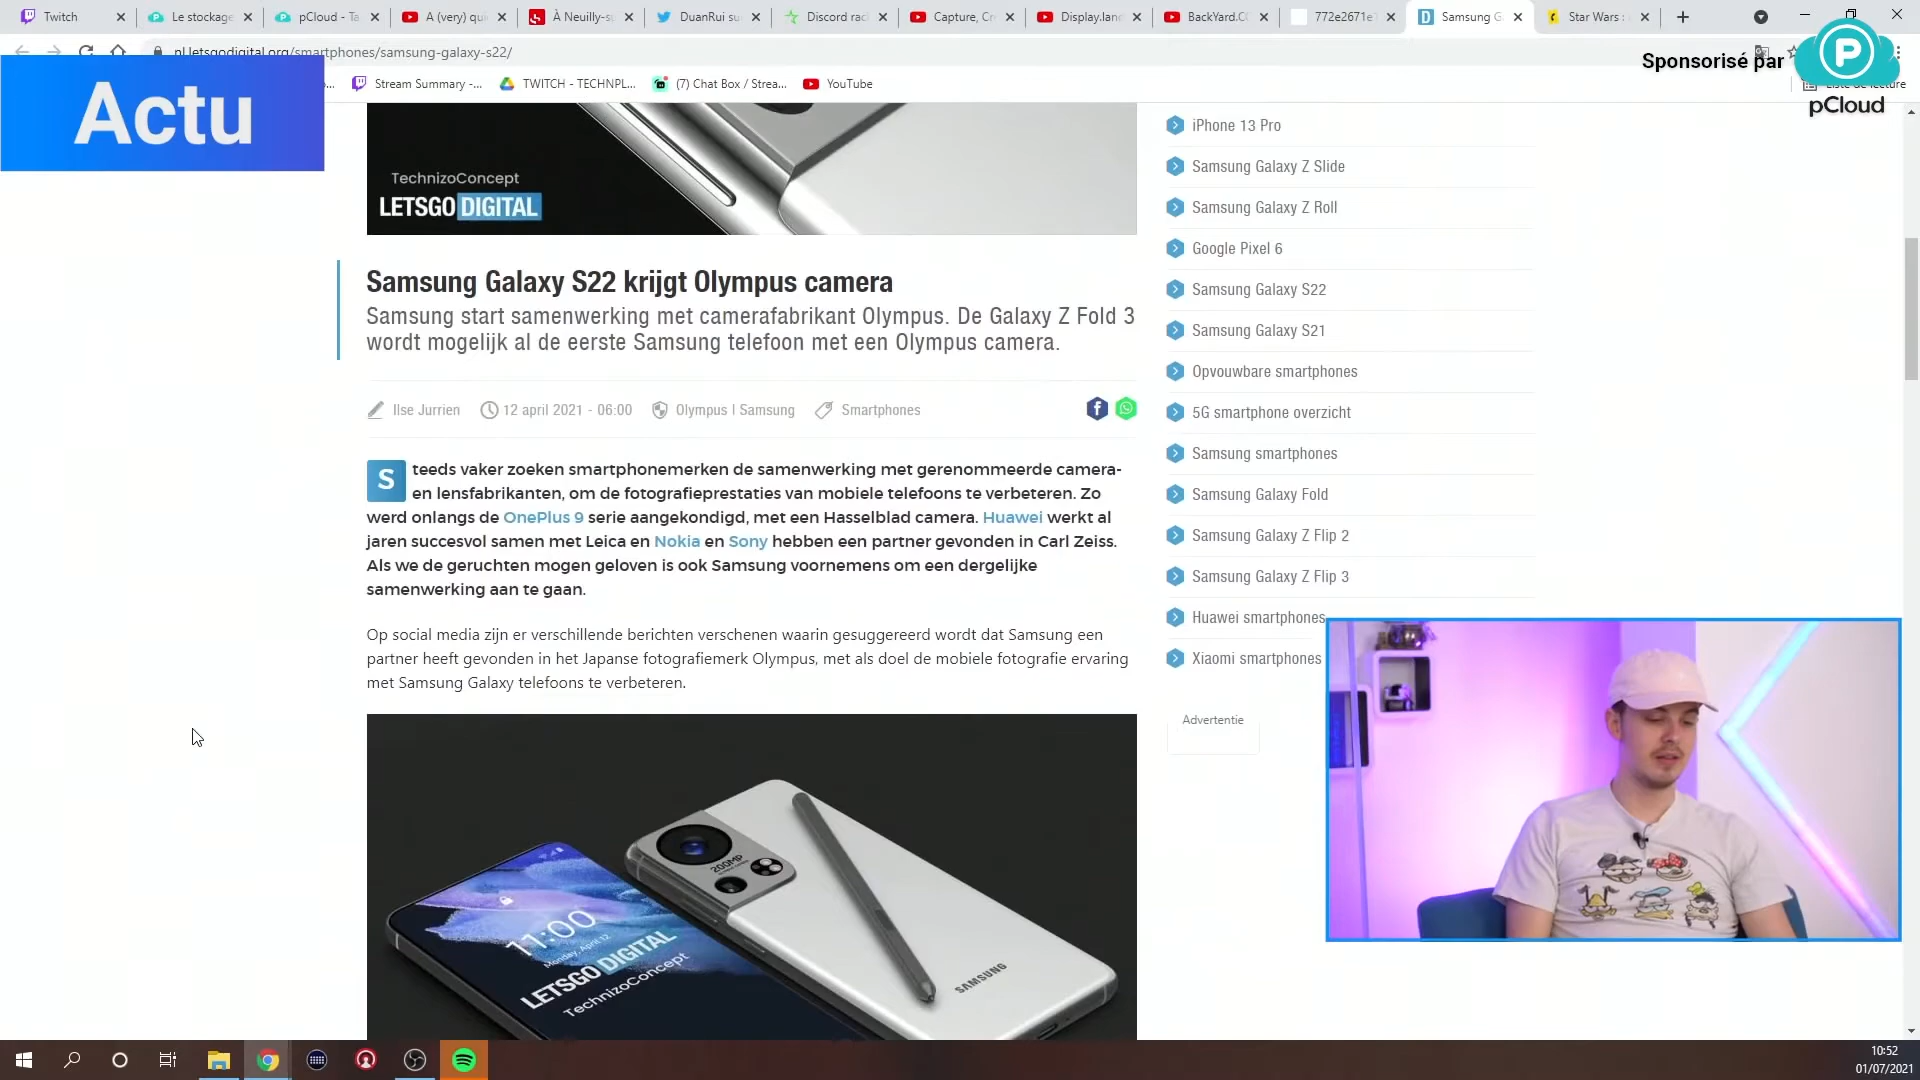 Twitch
Le stockage
pCloud - Ta
A (very) qui
À Neuilly-su
DuanRui su
Discord rac
Capture, Cr
Display.lane
BackYard.C
772e2671e1
Samsung G
Star Wars :
nl.letsgodigital.org/smartphones/samsung-galaxy-s22/
Sponsorisé par
pCloud
Stream Summary -...
TWITCH - TECHNPL...
(7) Chat Box / Strea...
YouTube
Liste de lecture
Actu
TechnizoConcept
LETSGODIGITAL
Samsung Galaxy S22 krijgt Olympus camera
Samsung start samenwerking met camerafabrikant Olympus. De Galaxy Z Fold 3
wordt mogelijk al de eerste Samsung telefoon met een Olympus camera.
Ilse Jurrien
12 april 2021 - 06:00
Olympus | Samsung
Smartphones
Steeds vaker zoeken smartphonemerken de samenwerking met gerenommeerde camera-
en lensfabrikanten, om de fotografieprestaties van mobiele telefoons te verbeteren. Zo
werd onlangs de OnePlus 9 serie aangekondigd, met een Hasselblad camera. Huawei werkt al
jaren succesvol samen met Leica en Nokia en Sony hebben een partner gevonden in Carl Zeiss.
Als we de geruchten mogen geloven is ook Samsung voornemens om een dergelijke
samenwerking aan te gaan.
Op social media zijn er verschillende berichten verschenen waarin gesuggereerd wordt dat Samsung een
partner heeft gevonden in het Japanse fotografiemerk Olympus, met als doel de mobiele fotografie ervaring
met Samsung Galaxy telefoons te verbeteren.
200MP
11:00
Monday, April 12
LETSGODIGITAL
TechnizoConcept
SAMSUNG
iPhone 13 Pro
Samsung Galaxy Z Slide
Samsung Galaxy Z Roll
Google Pixel 6
Samsung Galaxy S22
Samsung Galaxy S21
Opvouwbare smartphones
5G smartphone overzicht
Samsung smartphones
Samsung Galaxy Fold
Samsung Galaxy Z Flip 2
Samsung Galaxy Z Flip 3
Huawei smartphones
Xiaomi smartphones
Advertentie
10:52
01/07/2021